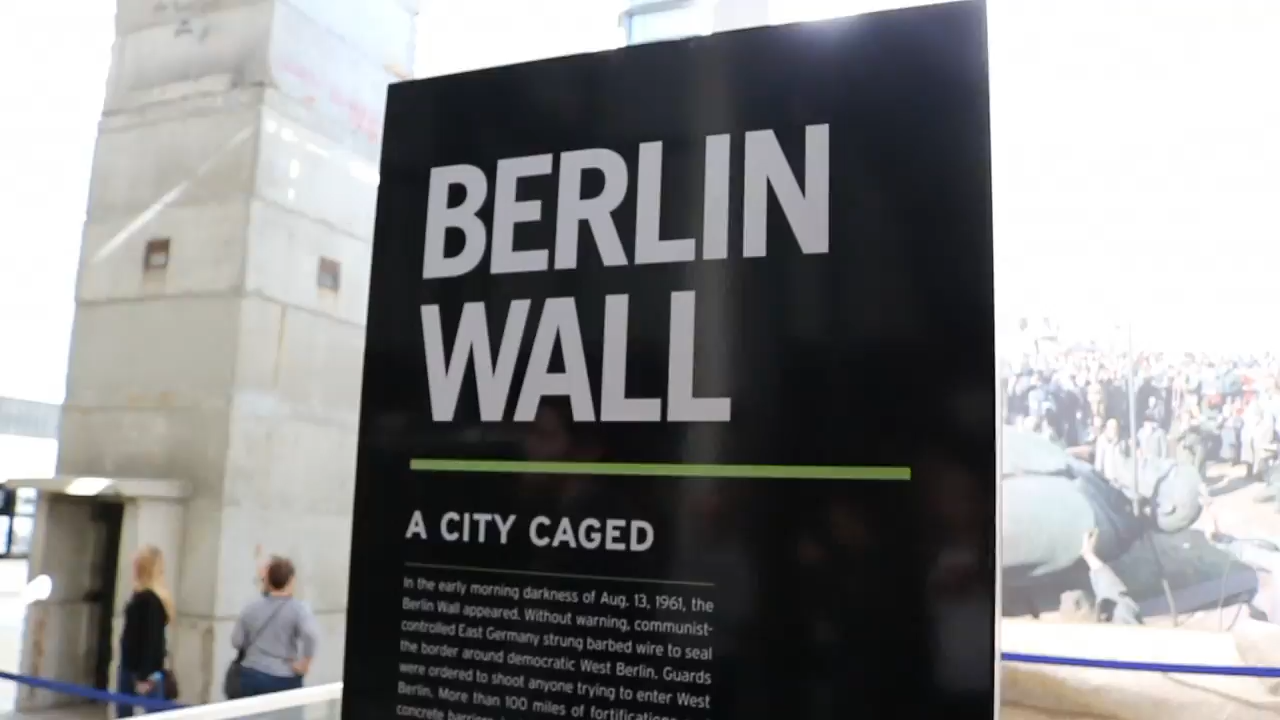 BERLIN
WALL
A CITY CAGED
In the early morning darkness of Aug. 13, 1961, the
Berlin Wall appeared. Without warning, communist-
controlled East Germany strung barbed wire to seal
the border around democratic West Berlin. Guards
were ordered to shoot anyone trying to enter West
Berlin. More than 100 miles of
concrete